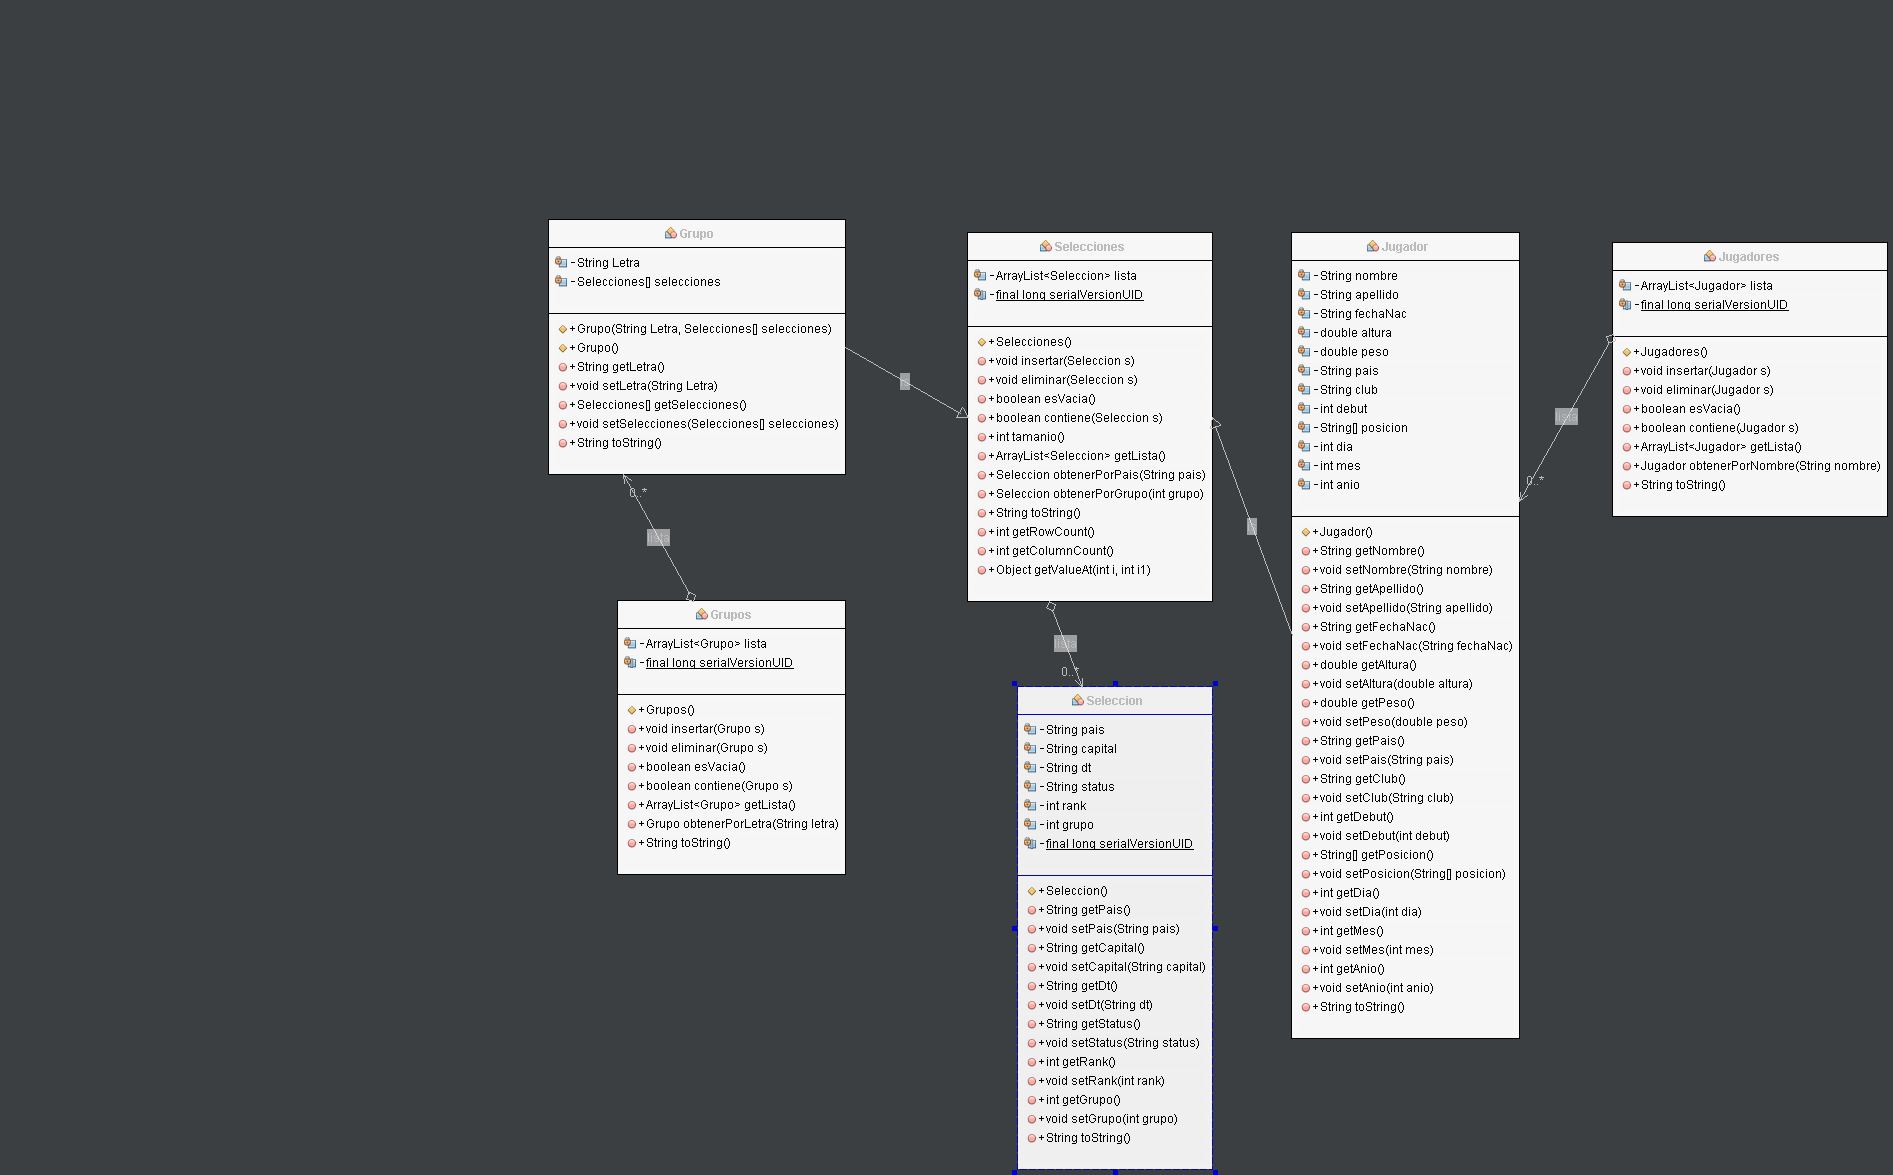 Grupo
-String Letra
-Selecciones[] selecciones
+Grupo(String Letra, Selecciones[] selecciones)
+Grupo()
+String getLetra()
+void setLetra(String Letra)
+Selecciones[] getSelecciones()
+void setSelecciones(Selecciones[] selecciones)
+String toString()
0..*
lista
Grupos
-ArrayList<Grupo> lista
-final long serialVersionUID
+Grupos()
+void insertar(Grupo s)
+void eliminar(Grupo s)
+boolean esVacia()
+boolean contiene(Grupo s)
+ArrayList<Grupo> getLista()
+Grupo obtenerPorLetra(String letra)
+String toString()
Selecciones
-ArrayList<Seleccion> lista
-final long serialVersionUID
+Selecciones()
+void insertar(Seleccion s)
+void eliminar(Seleccion s)
+boolean esVacia()
+boolean contiene(Seleccion s)
+int tamanio()
+ArrayList<Seleccion> getLista()
+Seleccion obtenerPorPais(String pais)
+Seleccion obtenerPorGrupo(int grupo)
+String toString()
+int getRowCount()
+int getColumnCount()
+Object getValueAt(int i, int i1)
lista
0..*
Seleccion
-String pais
-String capital
-String dt
-String status
-int rank
-int grupo
-final long serialVersionUID
+Seleccion()
+String getPais()
+void setPais(String pais)
+String getCapital()
+void setCapital(String capital)
+String getDt()
+void setDt(String dt)
+String getStatus()
+void setStatus(String status)
+int getRank()
+void setRank(int rank)
+int getGrupo()
+void setGrupo(int grupo)
+String toString()
Jugador
-String nombre
-String apellido
-String fechaNac
-double altura
-double peso
-String pais
-String club
-int debut
-String[] posicion
-int dia
-int mes
-int anio
+Jugador()
+String getNombre()
+void setNombre(String nombre)
+String getApellido()
+void setApellido(String apellido)
+String getFechaNac()
+void setFechaNac(String fechaNac)
+double getAltura()
+void setAltura(double altura)
+double getPeso()
+void setPeso(double peso)
+String getPais()
+void setPais(String pais)
+String getClub()
+void setClub(String club)
+int getDebut()
+void setDebut(int debut)
+String[] getPosicion()
+void setPosicion(String[] posicion)
+int getDia()
+void setDia(int dia)
+int getMes()
+void setMes(int mes)
+int getAnio()
+void setAnio(int anio)
+String toString()
lista
0..*
Jugadores
-ArrayList<Jugador> lista
-final long serialVersionUID
+Jugadores()
+void insertar(Jugador s)
+void eliminar(Jugador s)
+boolean esVacia()
+boolean contiene(Jugador s)
+ArrayList<Jugador> getLista()
+Jugador obtenerPorNombre(String nombre)
+String toString()